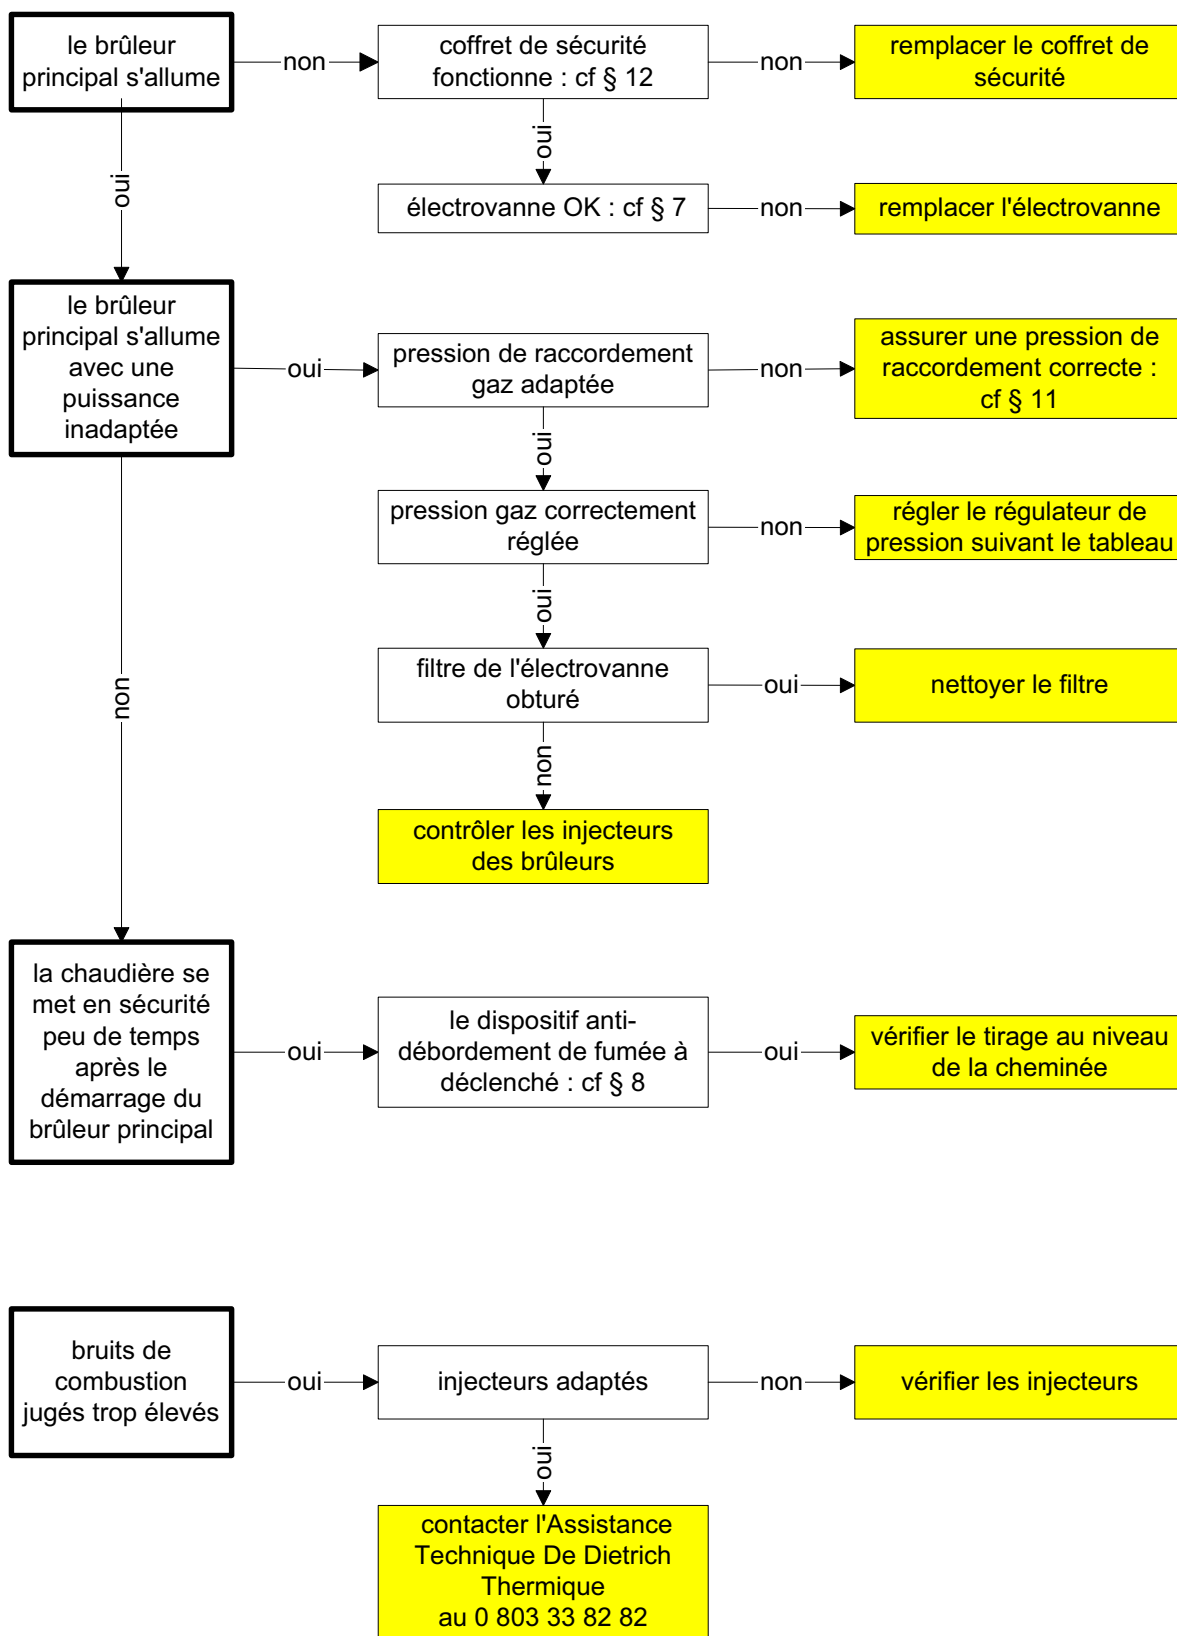 le brûleur
principal s'allume
non
coffret de sécurité
fonctionne : cf § 12
non
remplacer le coffret de
sécurité
oui
oui
électrovanne OK : cf § 7
non
remplacer l'électrovanne
le brûleur
principal s'allume
avec une
puissance
inadaptée
oui
pression de raccordement
gaz adaptée
non
assurer une pression de
raccordement correcte :
cf § 11
oui
pression gaz correctement
réglée
non
régler le régulateur de
pression suivant le tableau
oui
filtre de l'électrovanne
obturé
oui
nettoyer le filtre
non
non
contrôler les injecteurs
des brûleurs
la chaudière se
met en sécurité
peu de temps
après le
démarrage du
brûleur principal
oui
le dispositif anti-
débordement de fumée à
déclenché : cf § 8
oui
vérifier le tirage au niveau
de la cheminée
bruits de
combustion
jugés trop élevés
oui
injecteurs adaptés
non
vérifier les injecteurs
oui
contacter l'Assistance
Technique De Dietrich
Thermique
au 0 803 33 82 82